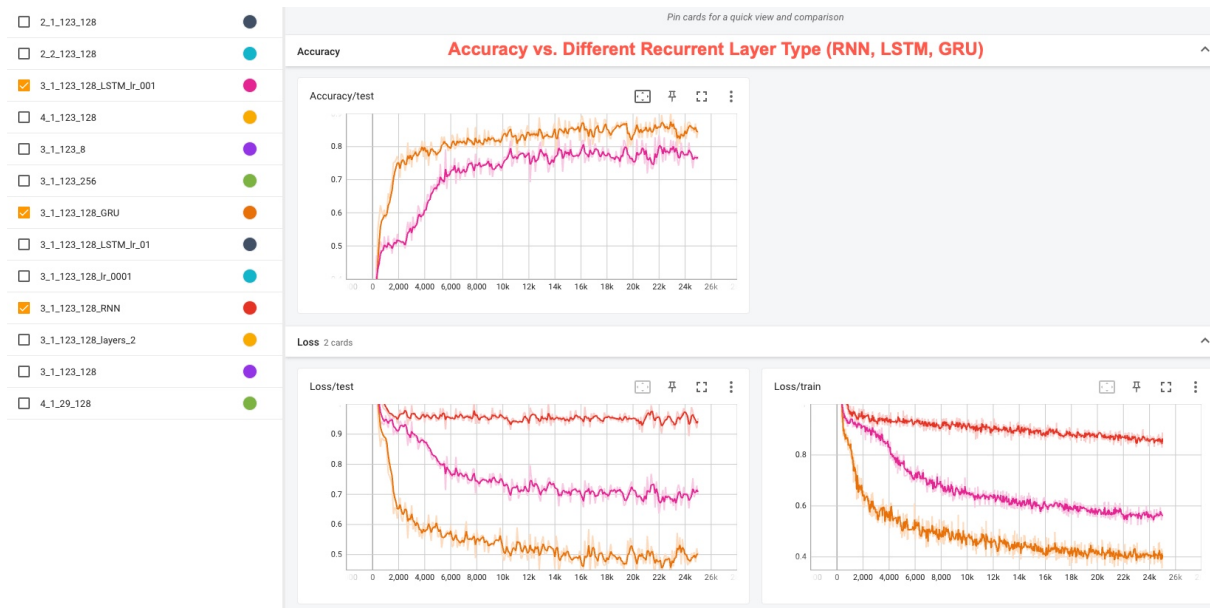 2_1_123_128
2_2_123_128
3_1_123_128_LSTM_lr_001
4_1_123_128
3_1_123_8
3_1_123_256
3_1_123_128_GRU
3_1_123_128_LSTM_lr_01
3_1_123_128_lr_0001
3_1_123_128_RNN
3_1_123_128_layers_2
3_1_123_128
4_1_29_128
Pin cards for a quick view and comparison
Accuracy
Accuracy vs. Different Recurrent Layer Type (RNN, LSTM, GRU)
Accuracy/test
0.8
0.7
0.6
0.5
0 2,000 4,000 6,000 8,000 10k 12k 14k 16k 18k 20k 22k 24k 26k
Loss 2 cards
Loss/test
0.9
0.8
0.7
0.6
0.5
0 2,000 4,000 6,000 8,000 10k 12k 14k 16k 18k 20k 22k 24k 26k
Loss/train
0.8
0.6
0.4
0 2,000 4,000 6,000 8,000 10k 12k 14k 16k 18k 20k 22k 24k 26k